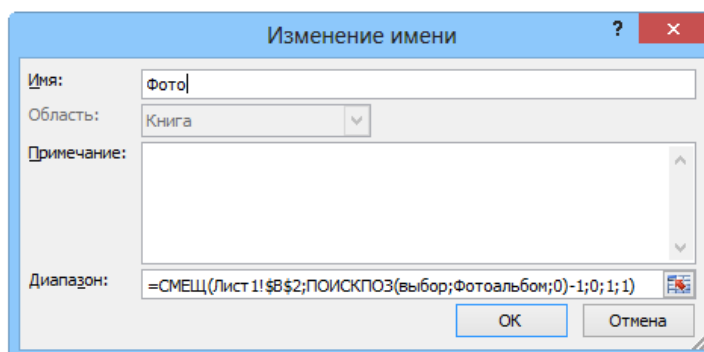 Изменение имени
?
×
Имя: Фото
Область: Книга
Примечание:
Диапазон: =СМЕЩ(Лист1!$B$2;ПОИСКПОЗ(выбор;Фотоальбом;0)-1;0;1;1)
ОК Отмена